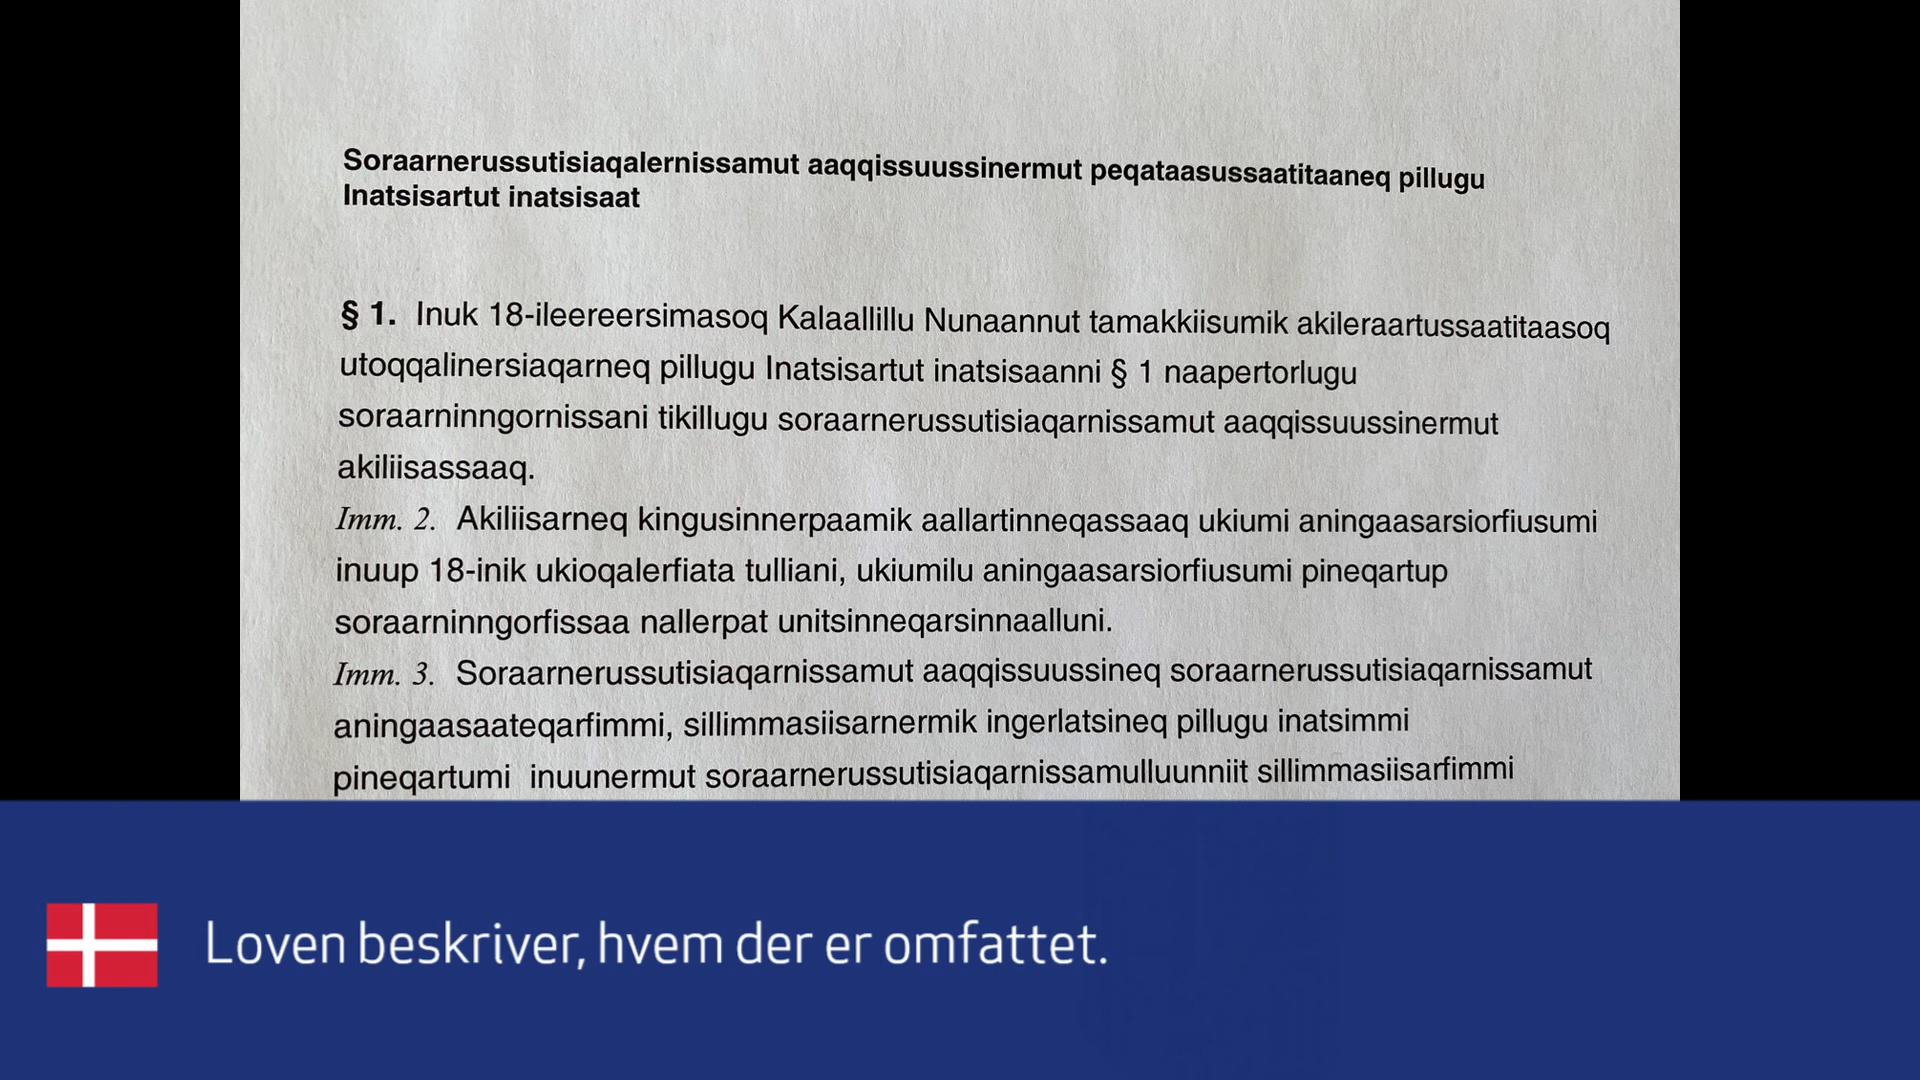 Soraarnerussutisiaqalernissamut aaqqissuussinermut peqataasussaatitaaneq pillugu
Inatsisartut inatsisaat
§ 1. Inuk 18-ileereersimasoq Kalaallillu Nunaannut tamakkiisumik akileraartussaatitaasoq
utoqqalinersiaqarneq pillugu Inatsisartut inatsisaanni § 1 naapertorlugu
soraarninngornissani tikillugu soraarnerussutisiaqarnissamut aaqqissuussinermut
akiliisassaaq.
Imm. 2. Akiliisarneq kingusinnerpaamik aallartinneqassaaq ukiumi aningaasarsiorfiusumi
inuup 18-inik ukioqalerfiata tulliani, ukiumilu aningaasarsiorfiusumi pineqartup
soraarninngorfissaa nallerpat unitsinneqarsinnaalluni.
Imm. 3. Soraarnerussutisiaqarnissamut aaqqissuussineq soraarnerussutisiaqarnissamut
aningaasaateqarfimmi, sillimmasiisarnermik ingerlatsineq pillugu inatsimmi
pineqartumi inuunermut soraarnerussutisiaqarnissamulluunniit sillimmasiisarfimmi
Loven beskriver, hvem der er omfattet.